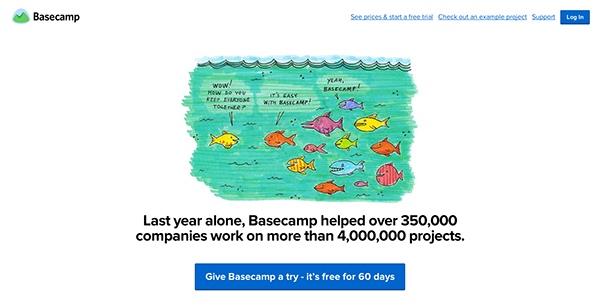 Basecamp
See prices & start a free trial Check out an example project Support Log In
WOW!
HOW DO YOU
KEEP EVERYONE
TOGETHER?
IT'S EASY
WITH BASECAMP!
YEAH,
BASECAMP!
Last year alone, Basecamp helped over 350,000
companies work on more than 4,000,000 projects.
Give Basecamp a try - it's free for 60 days